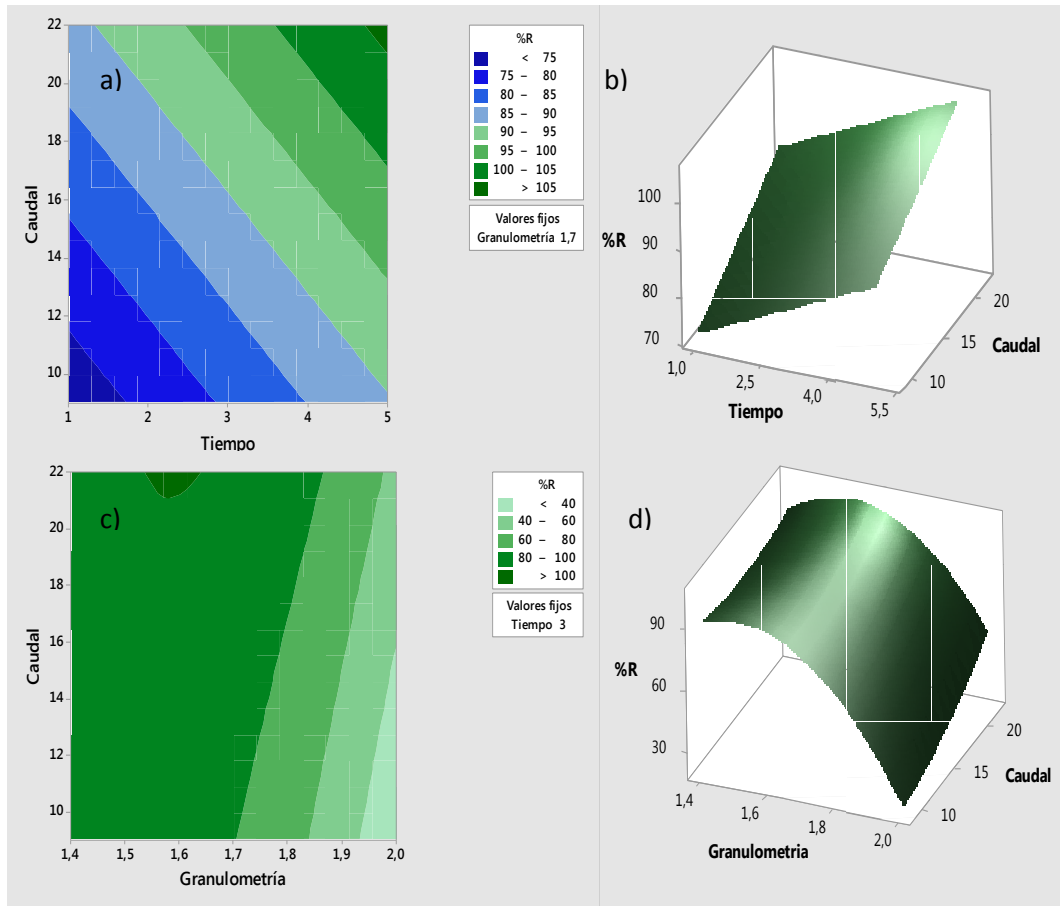 a)
22
20
18
16
14
12
10
Caudal
1 2 3 4 5
Tiempo
%R
< 75
75 – 80
80 – 85
85 – 90
90 – 95
95 – 100
100 – 105
> 105
Valores fijos
Granulometría 1,7
b)
%R
100
90
80
70
1,0
2,5
4,0
5,5
Tiempo
10
15
20
Caudal
c)
22
20
18
16
14
12
10
Caudal
1,4 1,5 1,6 1,7 1,8 1,9 2,0
Granulometría
%R
< 40
40 – 60
60 – 80
80 – 100
> 100
Valores fijos
Tiempo 3
d)
%R
90
60
30
1,4
1,6
1,8
2,0
Granulometria
10
15
20
Caudal